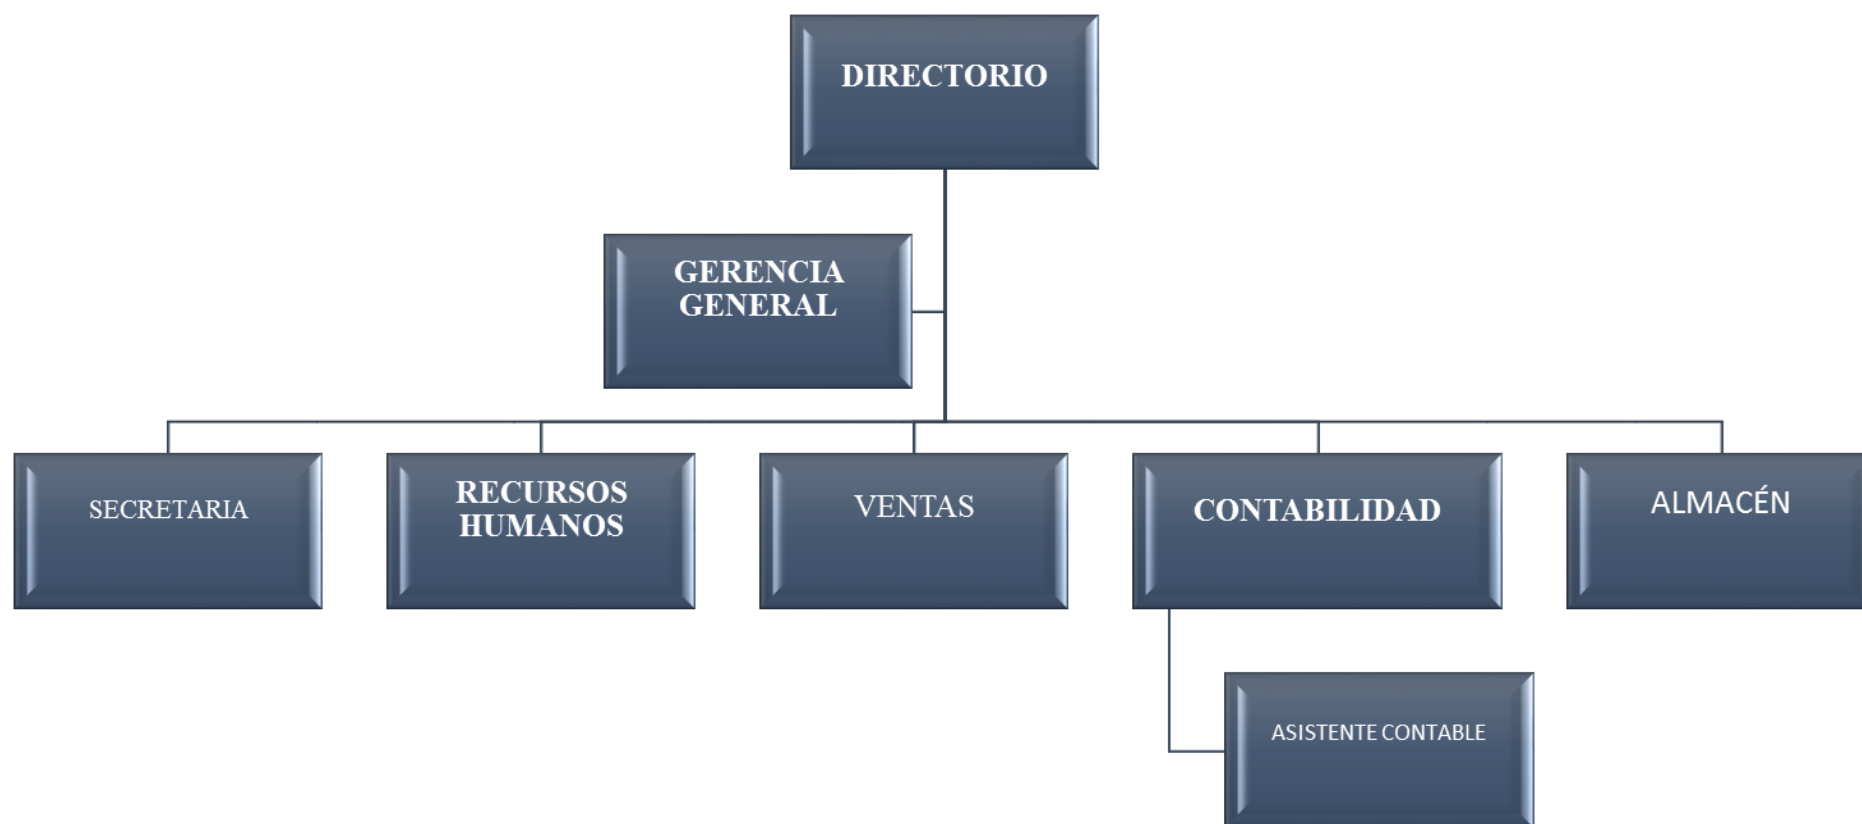 DIRECTORIO
GERENCIA
GENERAL
SECRETARIA
RECURSOS
HUMANOS
VENTAS
CONTABILIDAD
ALMACÉN
ASISTENTE CONTABLE